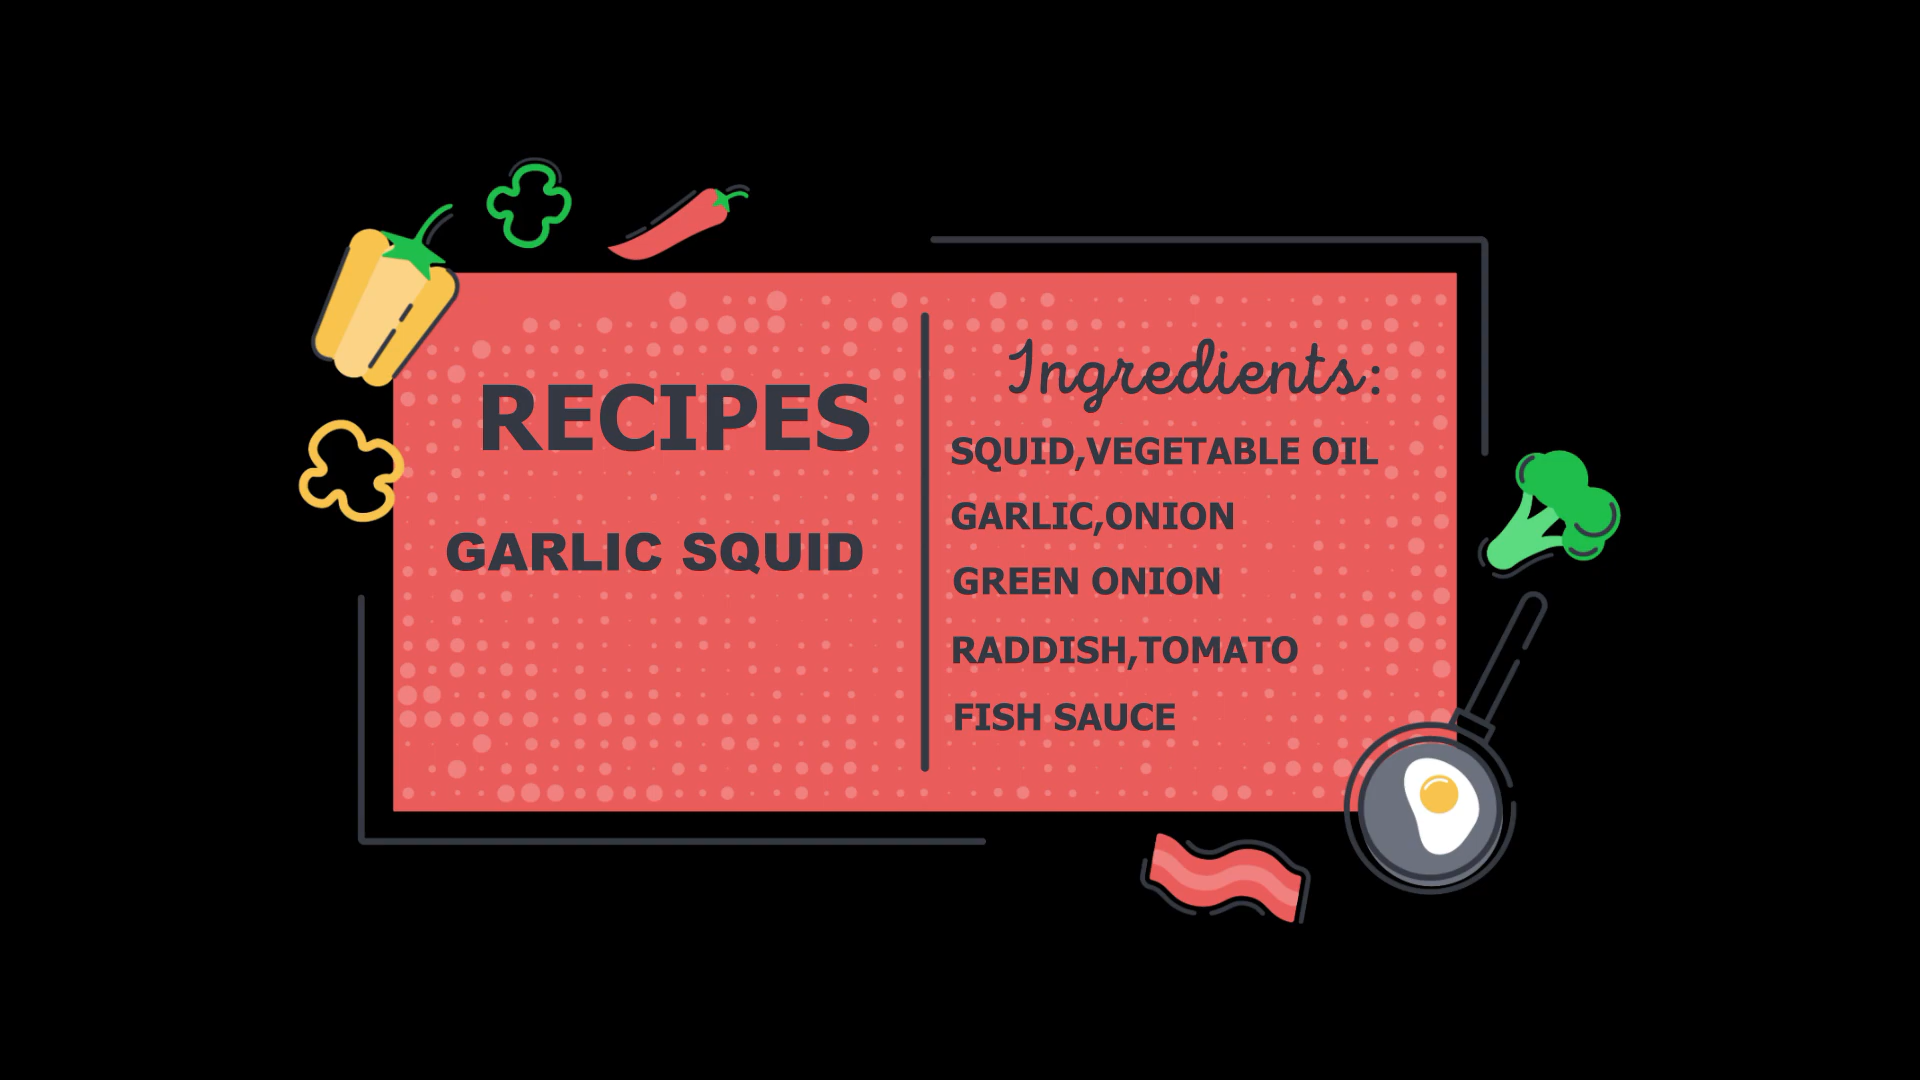 RECIPES
GARLIC SQUID
Ingredients:
SQUID,VEGETABLE OIL
GARLIC,ONION
GREEN ONION
RADDISH,TOMATO
FISH SAUCE